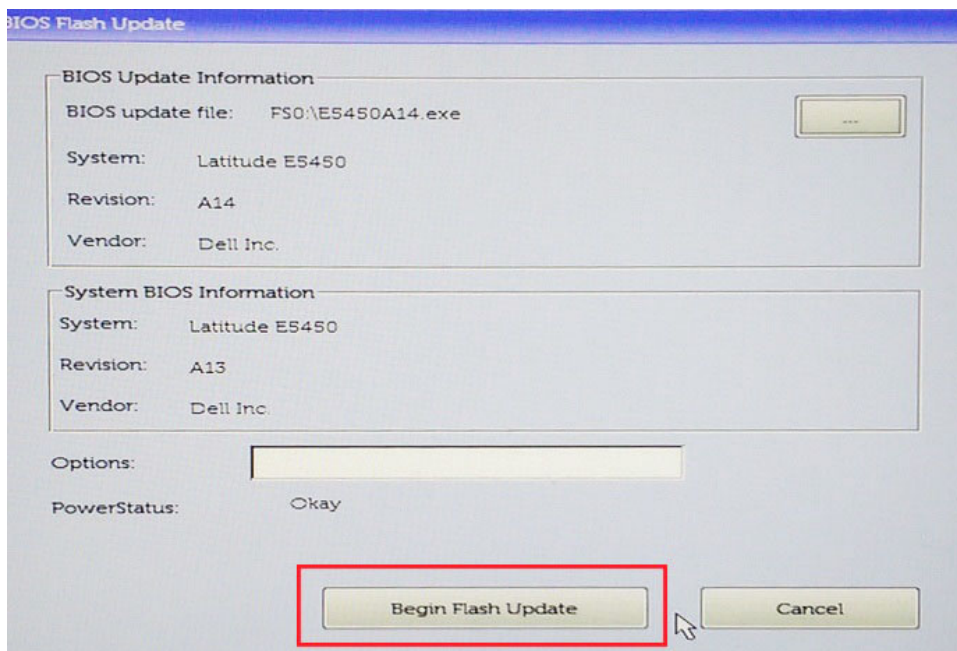 BIOS Flash Update
BIOS Update Information
BIOS update file: FS0:\E5450A14.exe
...
System: Latitude E5450
Revision: A14
Vendor: Dell Inc.
System BIOS Information
System: Latitude E5450
Revision: A13
Vendor: Dell Inc.
Options:
PowerStatus: Okay
Begin Flash Update
Cancel